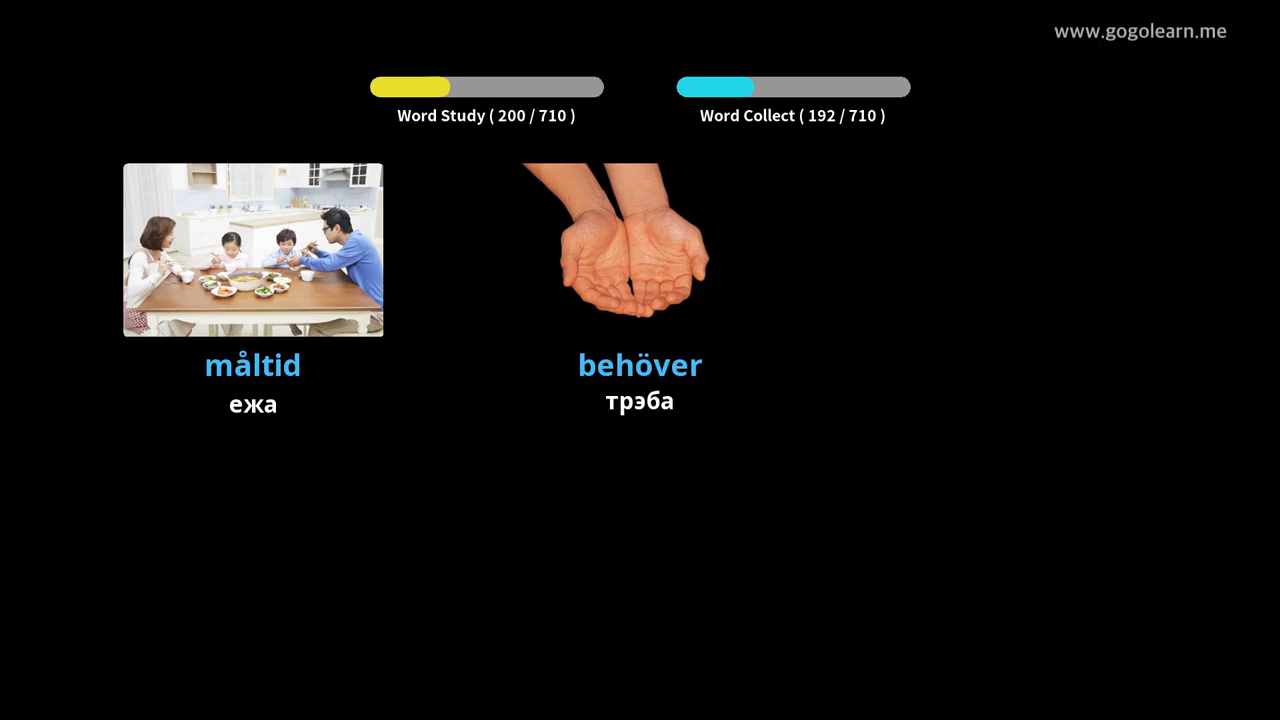 www.gogolearn.me
Word Study ( 200 / 710 )
Word Collect ( 192 / 710 )
måltid
ежа
behöver
трэба